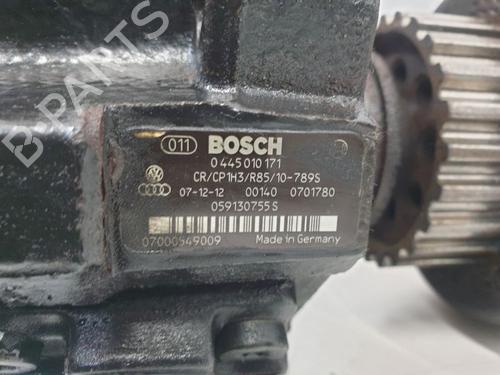 B-PARTS
011 BOSCH
0 445 010 171
CR/CP1H3/R85/10-789S
07-12-12 00140 0701780
059130755S
07000549009 Made in Germany